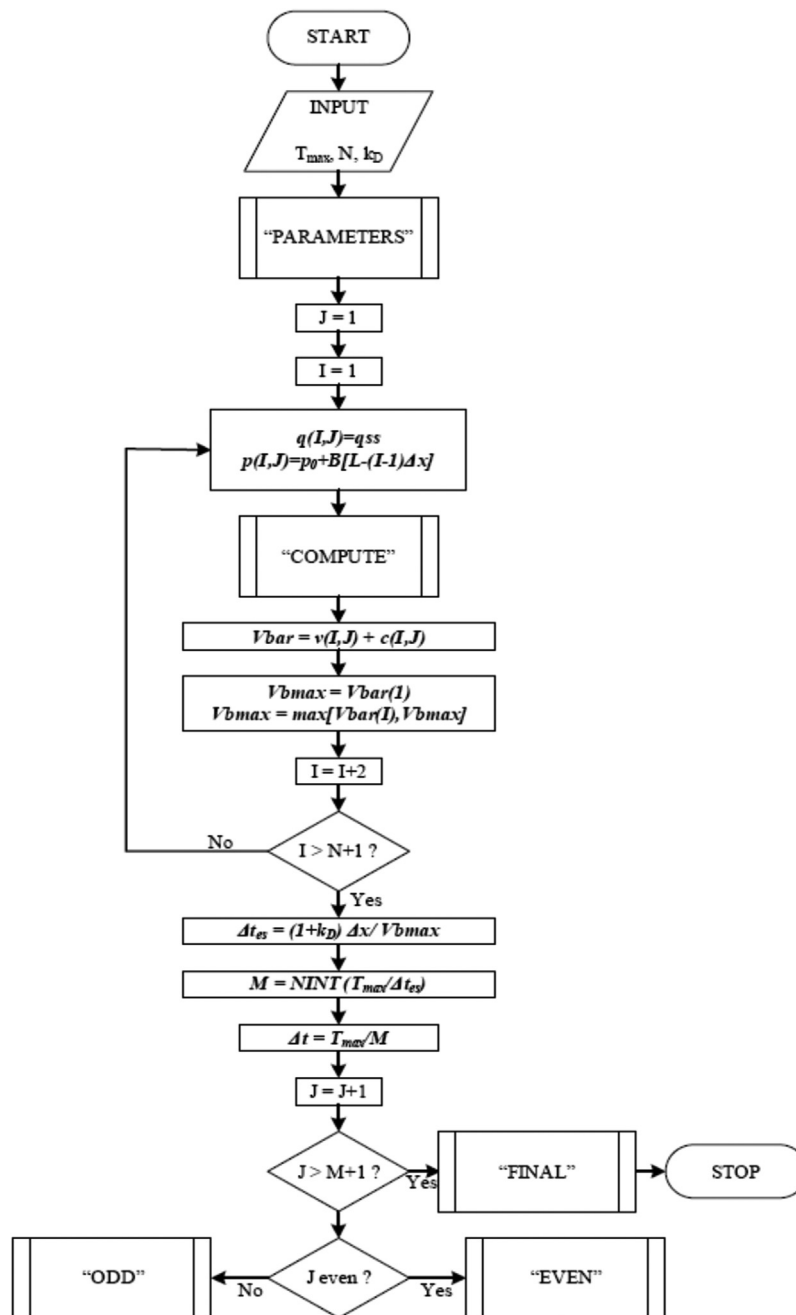 START
INPUT
Tmax, N, kD
“PARAMETERS”
J = 1
I = 1
q(I,J)=qss
p(I,J)=p0+B[L-(I-1)Δx]
“COMPUTE”
Vbar = v(I,J) + c(I,J)
Vbmax = Vbar(1)
Vbmax = max[Vbar(I),Vbmax]
I = I+2
No
I > N+1 ?
Yes
Δtes = (1+kD) Δx/ Vbmax
M = NINT(Tmax/Δtes)
Δt = Tmax/M
J = J+1
J > M+1 ?
Yes
“FINAL”
STOP
“ODD”
No
J even ?
Yes
“EVEN”